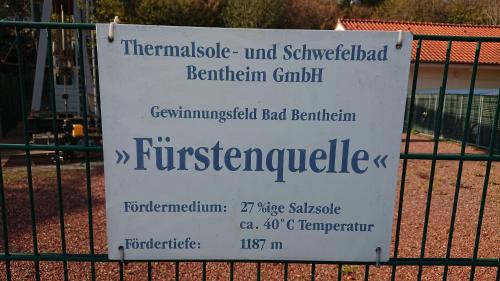 Thermalsole- und Schwefelbad
Bentheim GmbH
Gewinnungsfeld Bad Bentheim
»Fürstenquelle«
Fördermedium: 27 %ige Salzsole
ca. 40°C Temperatur
Fördertiefe: 1187 m